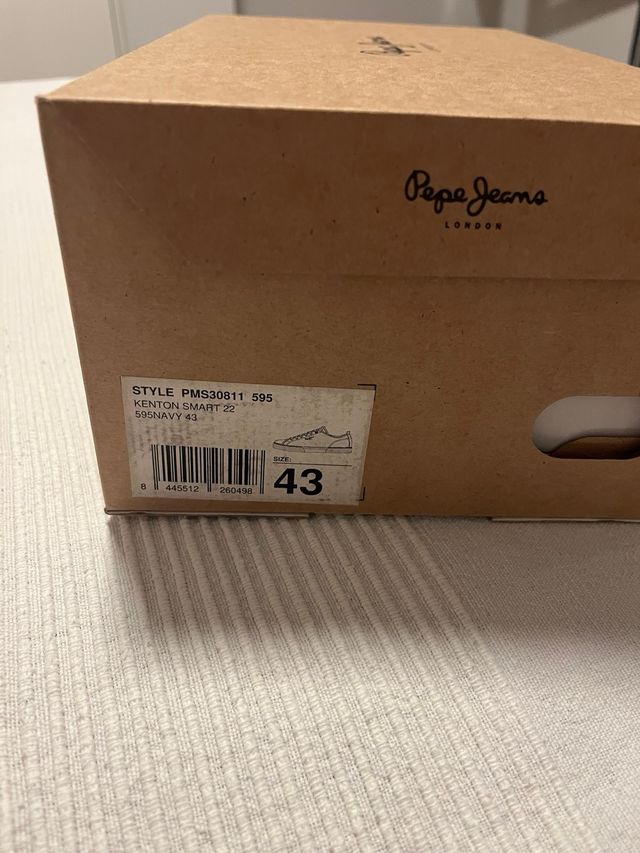 Pepe Jeans
LONDON
STYLE PMS30811 595
KENTON SMART 22
595NAVY 43
SIZE:
43
8 445512 260498